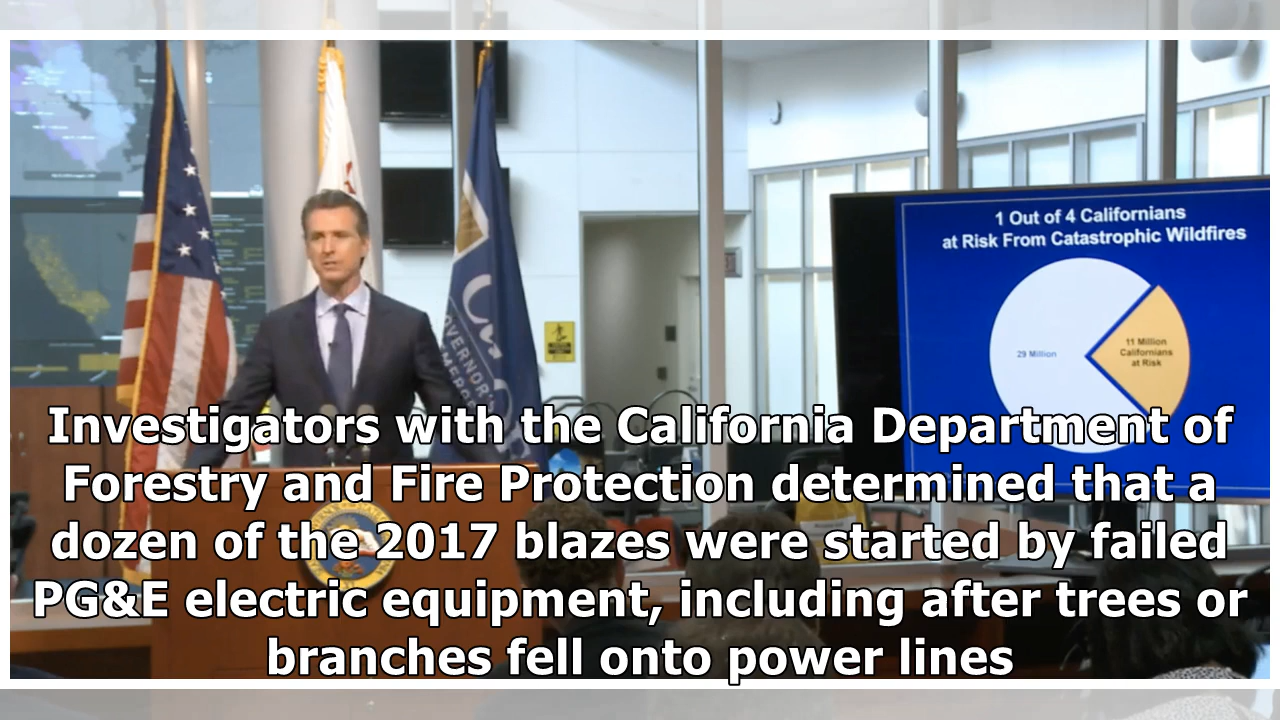 1 Out of 4 Californians
at Risk From Catastrophic Wildfires
29 Million
11 Million
Californians
at Risk
Investigators with the California Department of
Forestry and Fire Protection determined that a
dozen of the 2017 blazes were started by failed
PG&E electric equipment, including after trees or
branches fell onto power lines